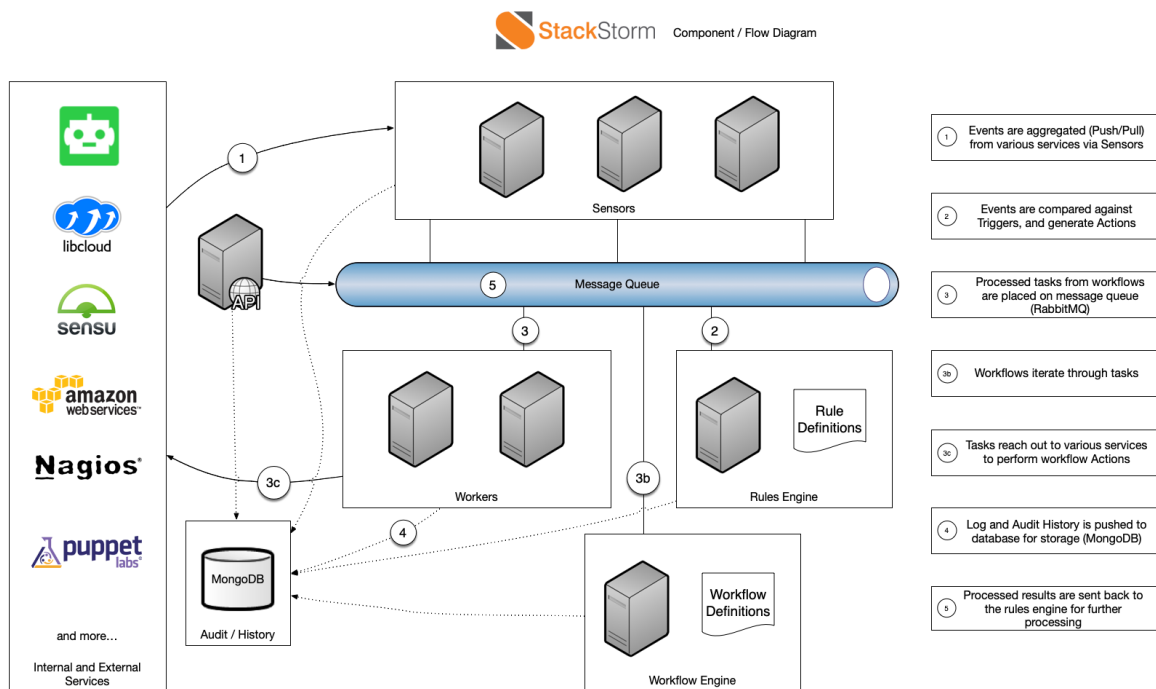 StackStorm Component / Flow Diagram
libcloud
sensu
amazon
web services™
Nagios®
puppet
labs®
and more…
Internal and External
Services
1
API
Sensors
5
Message Queue
3
2
Workers
Rule
Definitions
Rules Engine
3c
3b
4
MongoDB
Audit / History
Workflow
Definitions
Workflow Engine
1
Events are aggregated (Push/Pull)
from various services via Sensors
2
Events are compared against
Triggers, and generate Actions
3
Processed tasks from workflows
are placed on message queue
(RabbitMQ)
3b
Workflows iterate through tasks
3c
Tasks reach out to various services
to perform workflow Actions
4
Log and Audit History is pushed to
database for storage (MongoDB)
5
Processed results are sent back to
the rules engine for further
processing